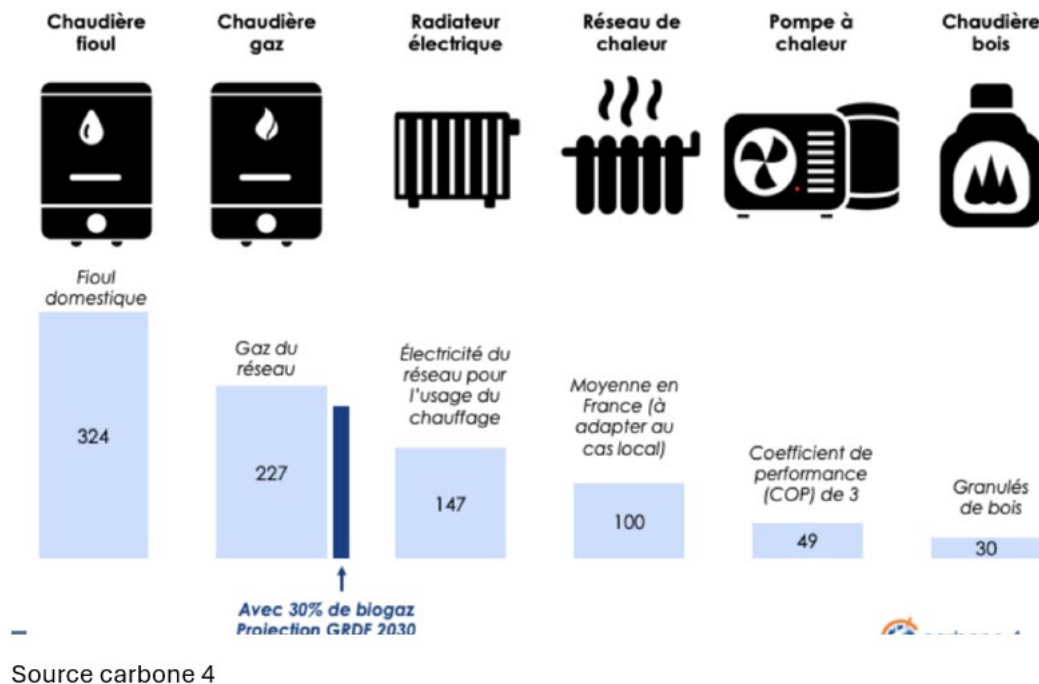 Chaudière
fioul
Chaudière
gaz
Radiateur
électrique
Réseau de
chaleur
Pompe à
chaleur
Chaudière
bois
Fioul
domestique
324
Gaz du
réseau
227
Électricité du
réseau pour
l'usage du
chauffage
147
Moyenne en
France (à
adapter au
cas local)
100
Coefficient de
performance
(COP) de 3
49
Granulés
de bois
30
Avec 30% de biogaz
Projection GRDF 2030
Source carbone 4